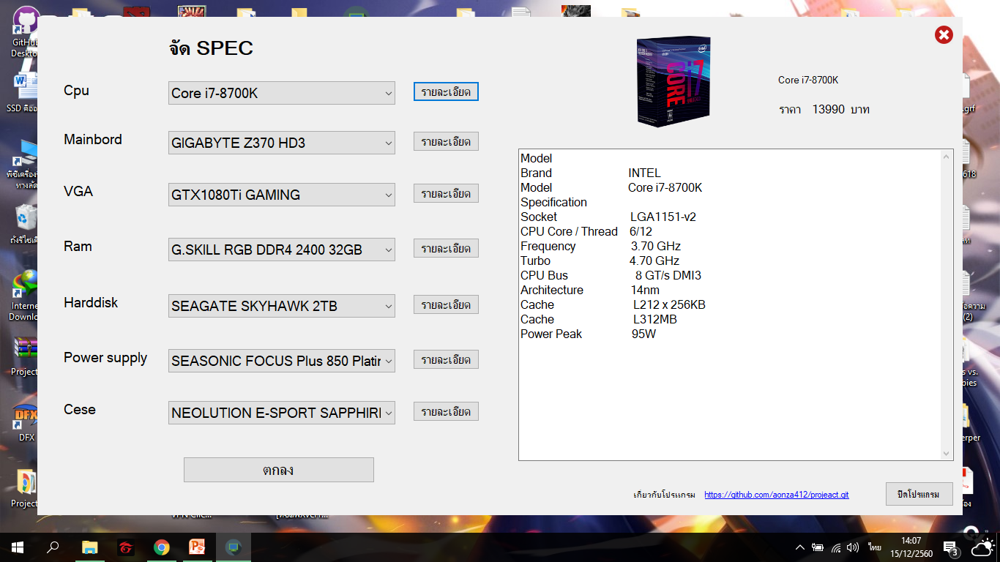 จัด SPEC
Cpu
Core i7-8700K
รายละเอียด
Mainbord
GIGABYTE Z370 HD3
รายละเอียด
VGA
GTX1080Ti GAMING
รายละเอียด
Ram
G.SKILL RGB DDR4 2400 32GB
รายละเอียด
Harddisk
SEAGATE SKYHAWK 2TB
รายละเอียด
Power supply
SEASONIC FOCUS Plus 850 Platin
รายละเอียด
Cese
NEOLUTION E-SPORT SAPPHIRE
รายละเอียด
ตกลง
CORE i7
intel
Core i7-8700K
ราคา 13990 บาท
Model
Brand INTEL
Model Core i7-8700K
Specification
Socket LGA1151-v2
CPU Core / Thread 6/12
Frequency 3.70 GHz
Turbo 4.70 GHz
CPU Bus 8 GT/s DMI3
Architecture 14nm
Cache L212 x 256KB
Cache L312MB
Power Peak 95W
เกี่ยวกับโปรแกรม https://github.com/aonza412/projeact.git
ปิดโปรแกรม
GitHub
Deskto
SSD คืออ
พีซีเครื่อง
ทางลัด
ถังรีไซเคิ
Interne
Downlo
Project
DFX
DFX
Project
.grf
618
(2)
s vs.
bies
erper
ไทย
14:07
15/12/2560
3